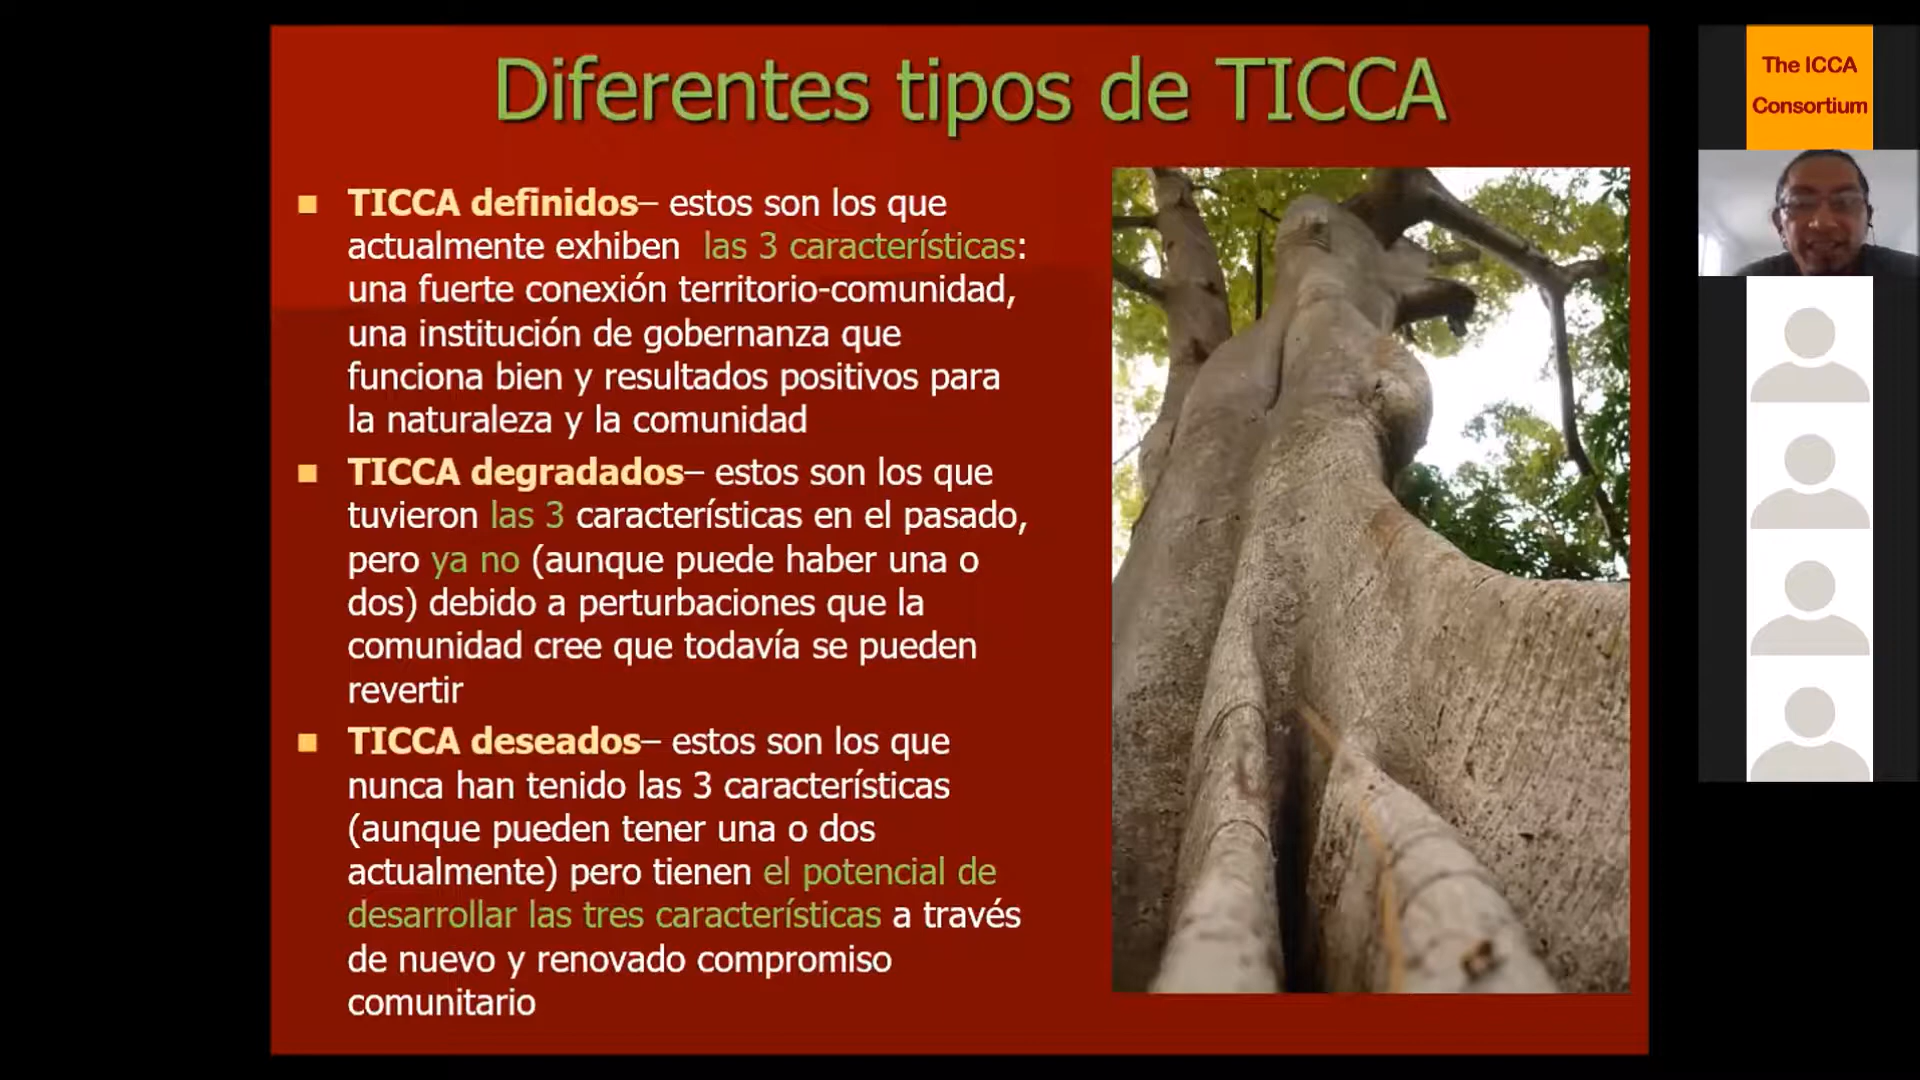 Diferentes tipos de TICCA
TICCA definidos– estos son los que
actualmente exhiben las 3 características:
una fuerte conexión territorio-comunidad,
una institución de gobernanza que
funciona bien y resultados positivos para
la naturaleza y la comunidad
TICCA degradados– estos son los que
tuvieron las 3 características en el pasado,
pero ya no (aunque puede haber una o
dos) debido a perturbaciones que la
comunidad cree que todavía se pueden
revertir
TICCA deseados– estos son los que
nunca han tenido las 3 características
(aunque pueden tener una o dos
actualmente) pero tienen el potencial de
desarrollar las tres características a través
de nuevo y renovado compromiso
comunitario
The ICCA
Consortium